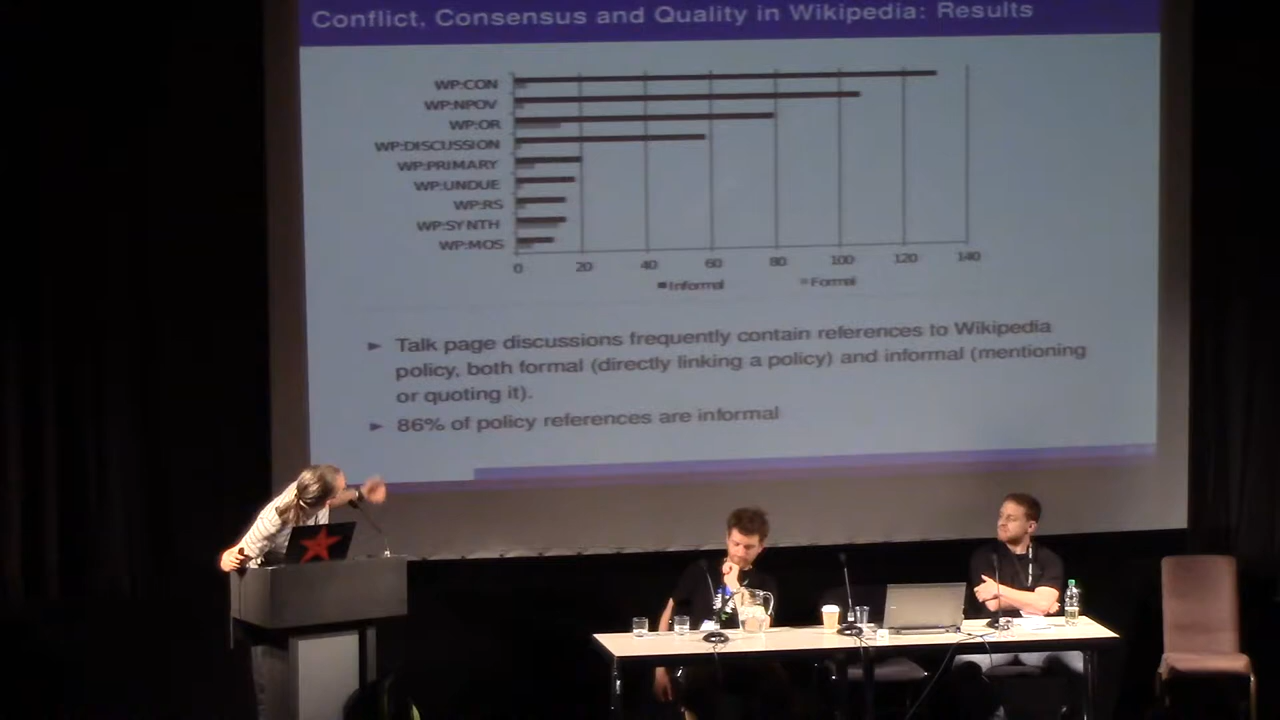 Conflict, Consensus and Quality in Wikipedia: Results
WP:CON
WP:NPOV
WP:OR
WP:DISCUSSION
WP:PRIMARY
WP:UNDUE
WP:RS
WP:SYNTH
WP:MOS
0 20 40 60 80 100 120 140
Informal Formal
Talk page discussions frequently contain references to Wikipedia
policy, both formal (directly linking a policy) and informal (mentioning
or quoting it).
86% of policy references are informal